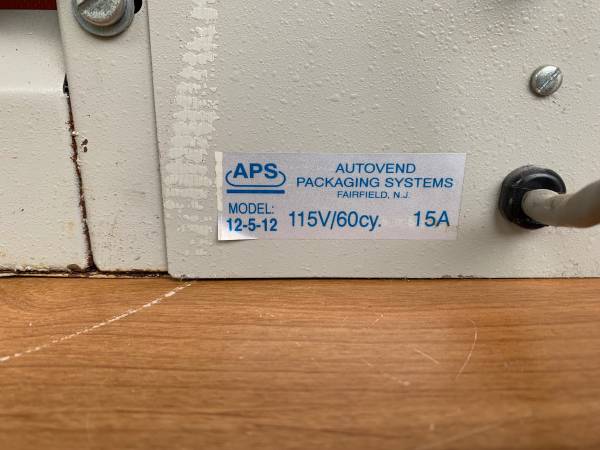 APS
AUTOVEND
PACKAGING SYSTEMS
FAIRFIELD, N.J.
MODEL:
12-5-12
115V/60cy. 15A